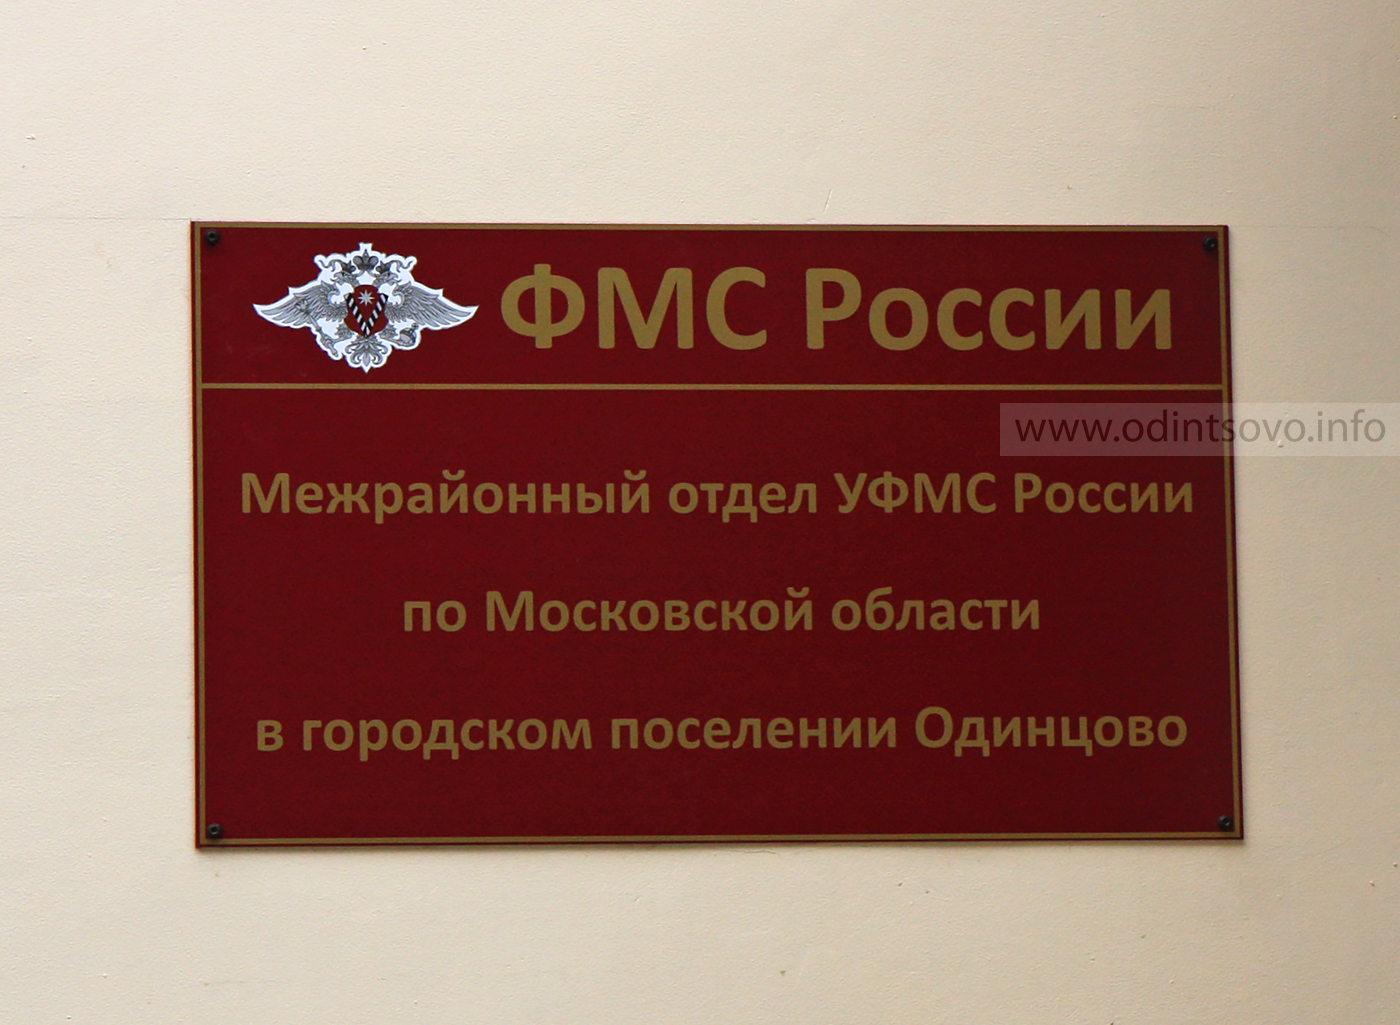 ФМС России
www.odintsovo.info
Межрайонный отдел УФМС России
по Московской области
в городском поселении Одинцово